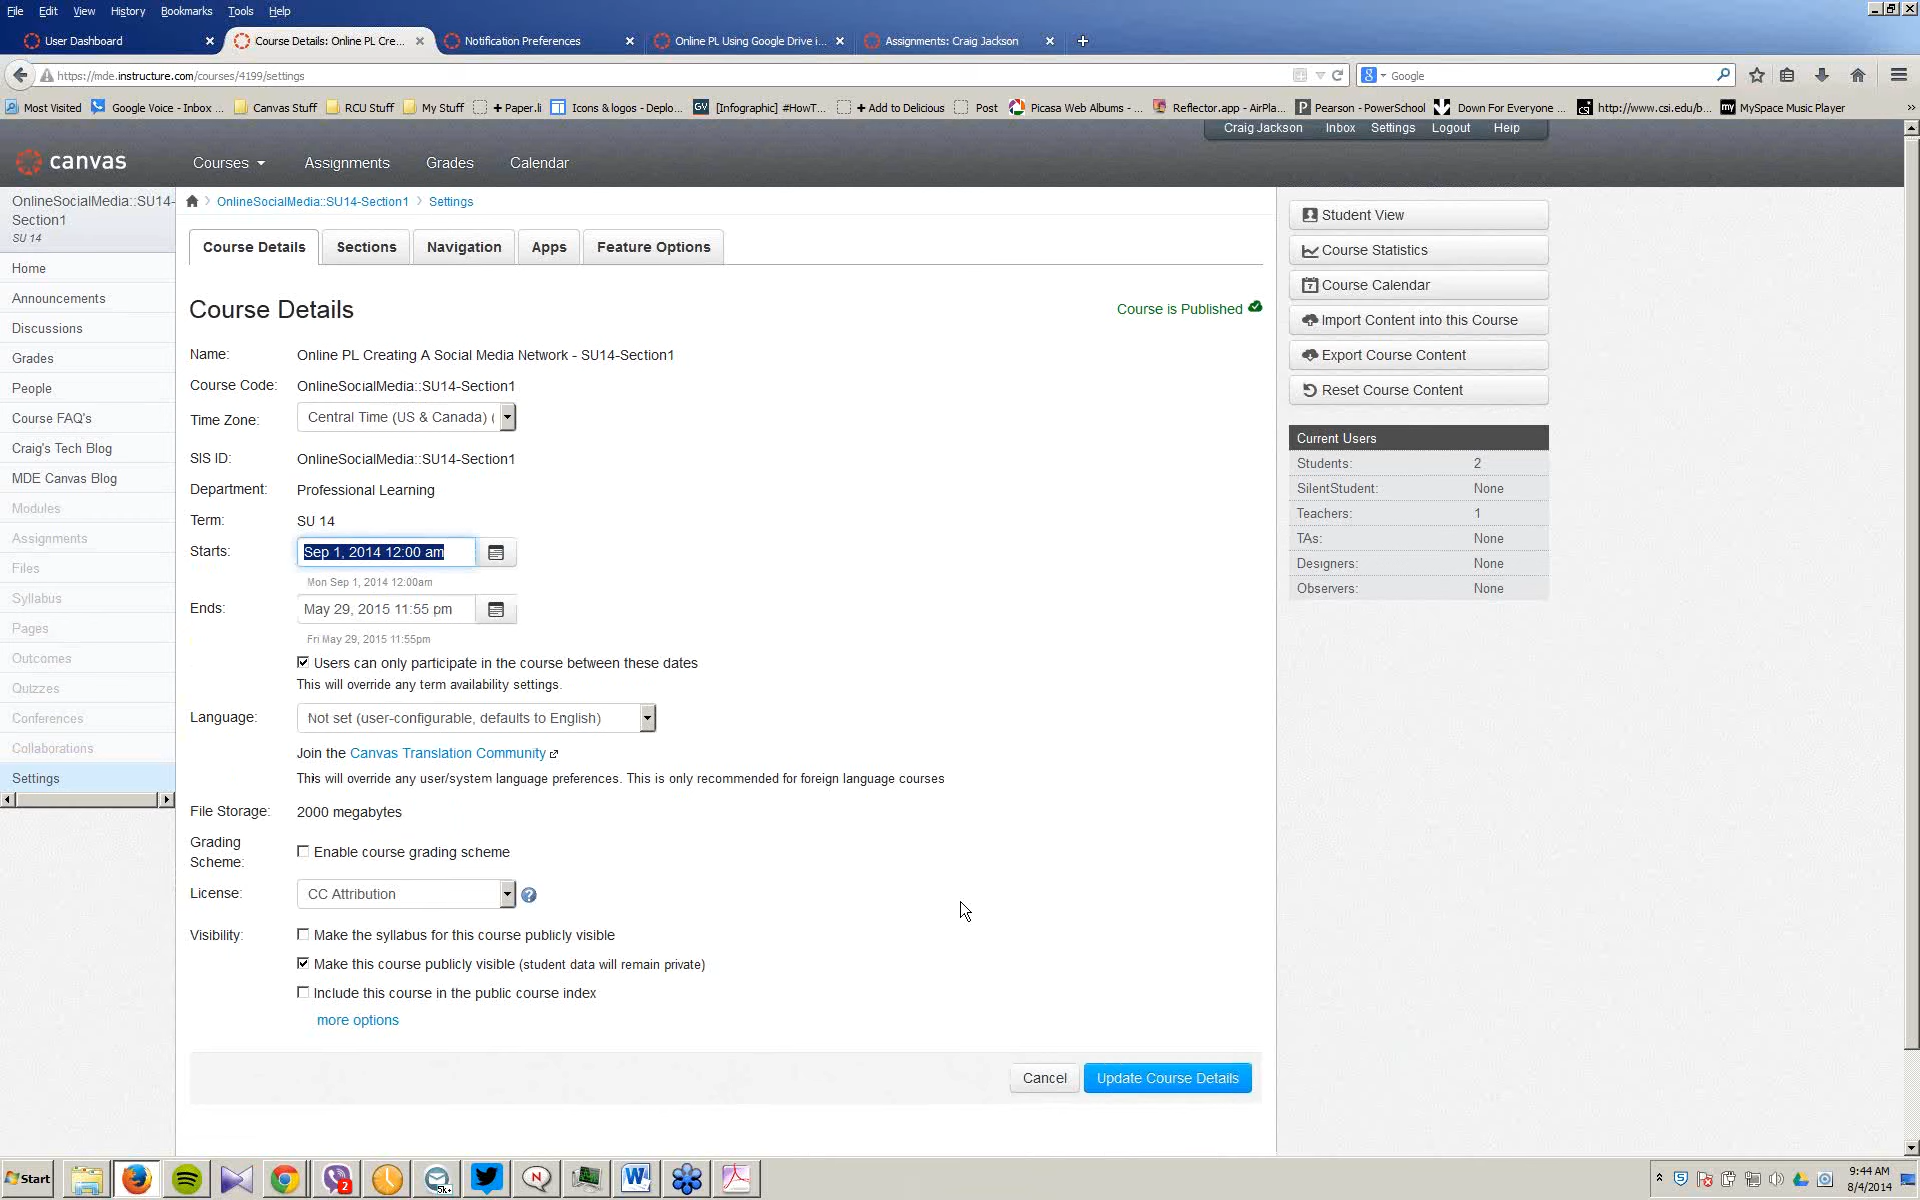 File Edit View History Bookmarks Tools Help
User Dashboard
Course Details: Online PL Cre...
Notification Preferences
Online PL Using Google Drive i...
Assignments: Craig Jackson
https://mde.instructure.com/courses/4199/settings
Google
Most Visited
Google Voice - Inbox ...
Canvas Stuff
RCU Stuff
My Stuff
+ Paper.li
Icons & logos - Deplo...
[Infographic] #HowT...
+ Add to Delicious
Post
Picasa Web Albums - ...
Reflector.app - AirPla...
Pearson - PowerSchool
Down For Everyone ...
http://www.csi.edu/b...
MySpace Music Player
Craig Jackson Inbox Settings Logout Help
canvas
Courses Assignments Grades Calendar
OnlineSocialMedia::SU14-
Section1
SU 14
Home
Announcements
Discussions
Grades
People
Course FAQ's
Craig's Tech Blog
MDE Canvas Blog
Modules
Assignments
Files
Syllabus
Pages
Outcomes
Quizzes
Conferences
Collaborations
Settings
OnlineSocialMedia::SU14-Section1 Settings
Course Details Sections Navigation Apps Feature Options
Course Details
Course is Published
Name: Online PL Creating A Social Media Network - SU14-Section1
Course Code: OnlineSocialMedia::SU14-Section1
Time Zone: Central Time (US & Canada) (
SIS ID: OnlineSocialMedia::SU14-Section1
Department: Professional Learning
Term: SU 14
Starts: Sep 1, 2014 12:00 am
Mon Sep 1, 2014 12:00am
Ends: May 29, 2015 11:55 pm
Fri May 29, 2015 11:55pm
Users can only participate in the course between these dates
This will override any term availability settings.
Language: Not set (user-configurable, defaults to English)
Join the Canvas Translation Community
This will override any user/system language preferences. This is only recommended for foreign language courses
File Storage: 2000 megabytes
Grading
Scheme:
Enable course grading scheme
License: CC Attribution
Visibility: Make the syllabus for this course publicly visible
Make this course publicly visible (student data will remain private)
Include this course in the public course index
more options
Cancel Update Course Details
Student View
Course Statistics
Course Calendar
Import Content into this Course
Export Course Content
Reset Course Content
Current Users
Students: 2
SilentStudent: None
Teachers: 1
TAs: None
Designers: None
Observers: None
Start
2
5k+
9:44 AM
8/4/2014